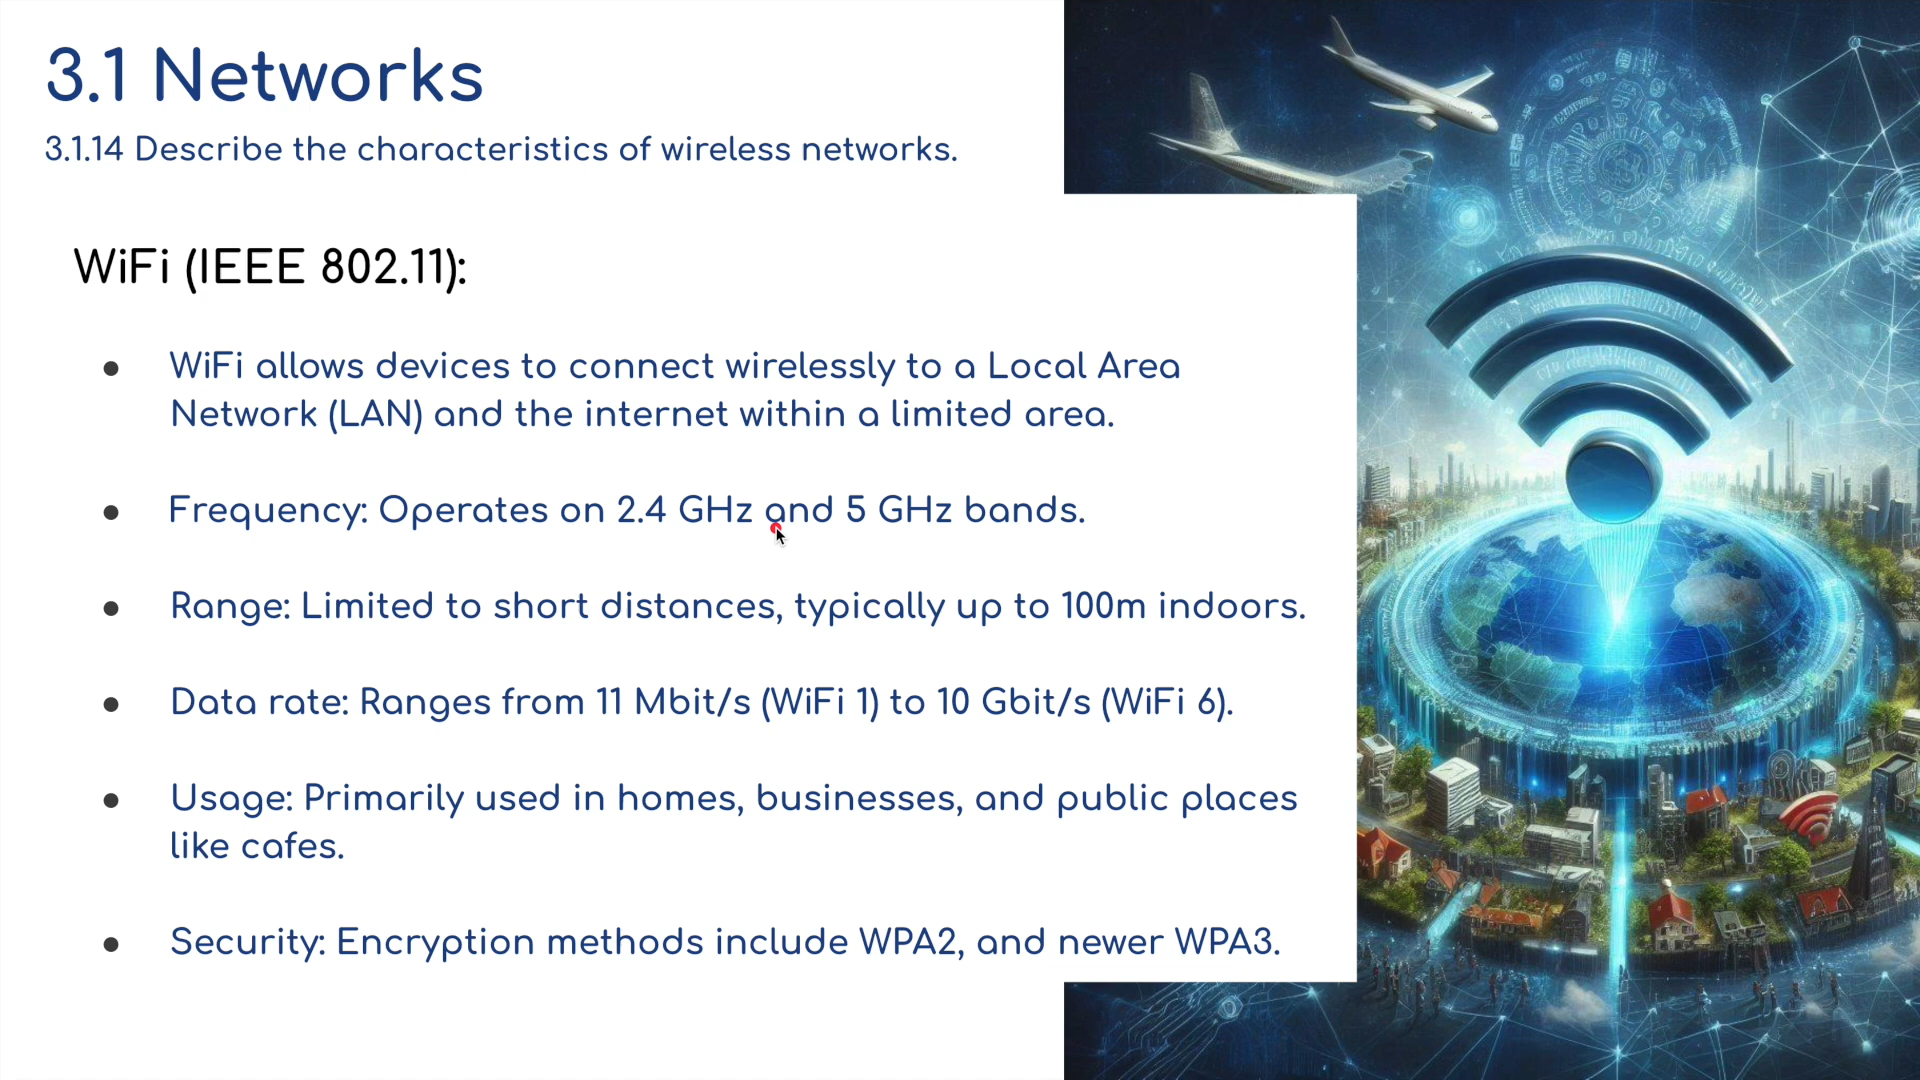 3.1 Networks
3.1.14 Describe the characteristics of wireless networks.
WiFi (IEEE 802.11):
● WiFi allows devices to connect wirelessly to a Local Area
Network (LAN) and the internet within a limited area.
● Frequency: Operates on 2.4 GHz and 5 GHz bands.
● Range: Limited to short distances, typically up to 100m indoors.
● Data rate: Ranges from 11 Mbit/s (WiFi 1) to 10 Gbit/s (WiFi 6).
● Usage: Primarily used in homes, businesses, and public places
like cafes.
● Security: Encryption methods include WPA2, and newer WPA3.